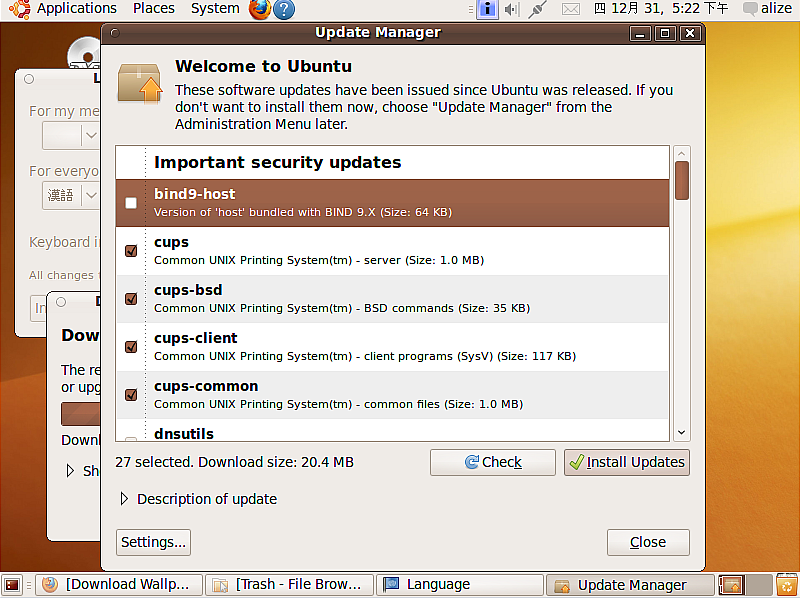 Applications Places System 四 12月 31, 5:22 下午 alize
Update Manager
Welcome to Ubuntu
These software updates have been issued since Ubuntu was released. If you
don't want to install them now, choose "Update Manager" from the
Administration Menu later.
Important security updates
bind9-host
Version of 'host' bundled with BIND 9.X (Size: 64 KB)
cups
Common UNIX Printing System(tm) - server (Size: 1.0 MB)
cups-bsd
Common UNIX Printing System(tm) - BSD commands (Size: 35 KB)
cups-client
Common UNIX Printing System(tm) - client programs (SysV) (Size: 117 KB)
cups-common
Common UNIX Printing System(tm) - common files (Size: 1.0 MB)
dnsutils
27 selected. Download size: 20.4 MB
Check
Install Updates
Description of update
Settings...
Close
L
For my me
For everyo
漢語
Keyboard i
All changes
In
D
Dow
The re
or upg
Downl
Sh
[Download Wallp... [Trash - File Brow... Language Update Manager